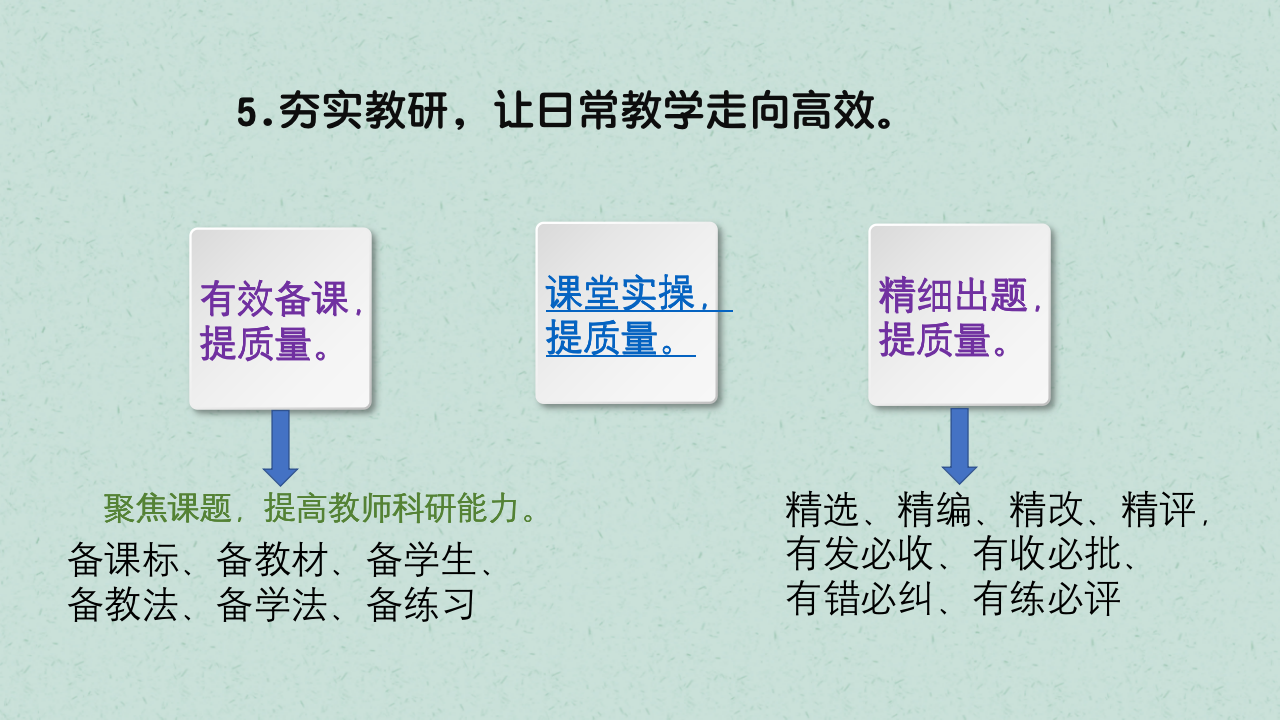 5.夯实教研，让日常教学走向高效。
有效备课，
提质量。
课堂实操，
提质量。
精细出题，
提质量。
聚焦课题，提高教师科研能力。
备课标、备教材、备学生、
备教法、备学法、备练习
精选、精编、精改、精评，
有发必收、有收必批、
有错必纠、有练必评